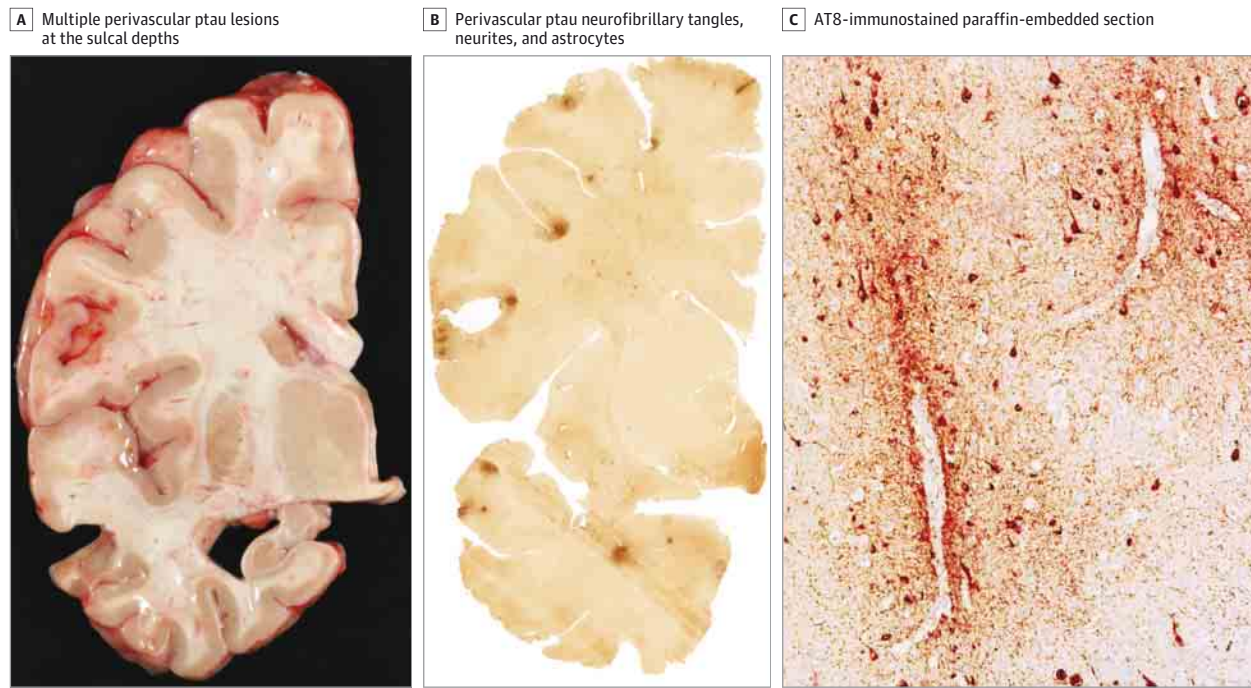 A Multiple perivascular ptau lesions
at the sulcal depths
B Perivascular ptau neurofibrillary tangles,
neurites, and astrocytes
C AT8-immunostained paraffin-embedded section